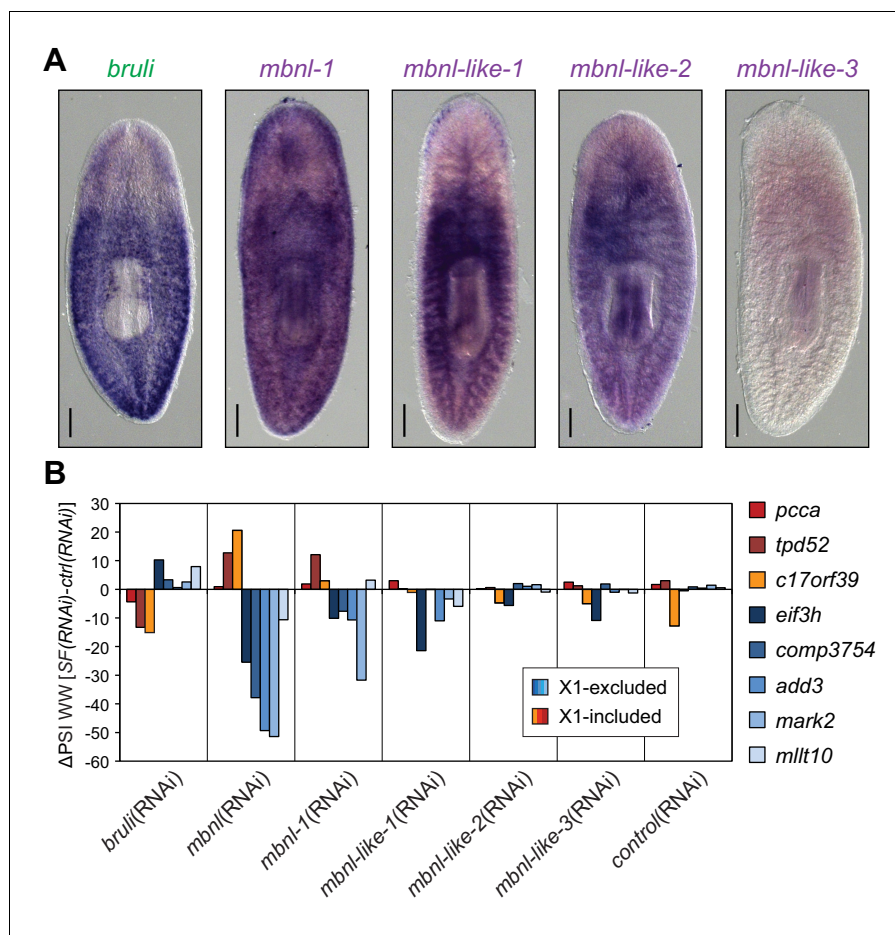 A
bruli mbnl-1 mbnl-like-1 mbnl-like-2 mbnl-like-3
B
ΔPSI WW [SF(RNAi)-ctrl(RNAi)]
30
20
10
0
-10
-20
-30
-40
-50
-60
X1-excluded
X1-included
pcca
tpd52
c17orf39
eif3h
comp3754
add3
mark2
mllt10
bruli(RNAi)
mbnl(RNAi)
mbnl-1(RNAi)
mbnl-like-1(RNAi)
mbnl-like-2(RNAi)
mbnl-like-3(RNAi)
control(RNAi)